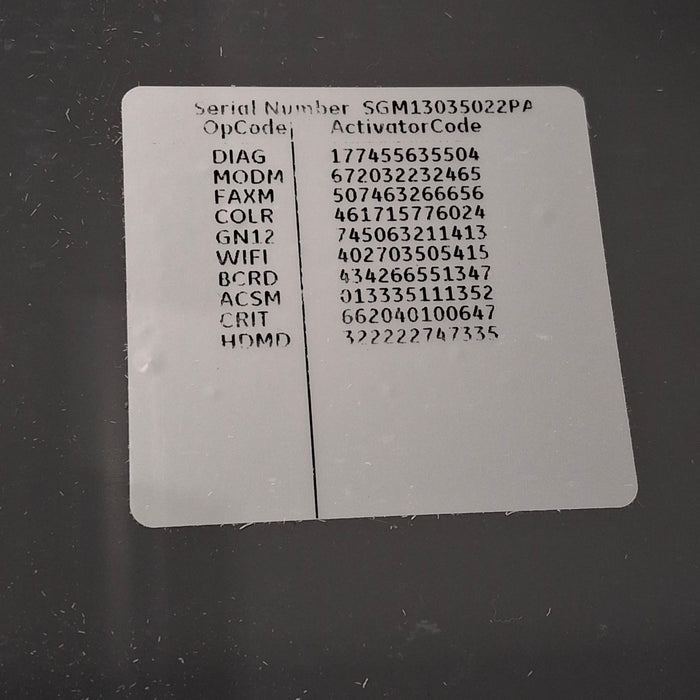 Serial Number SGM13035022PA
OpCode ActivatorCode
DIAG 177455635504
MODM 672032232465
FAXM 507463266656
COLR 461715776024
GN12 745063211413
WIFI 402703505415
BCRD 434266551347
ACSM 013335111352
CRIT 662040100647
HDMD 322222747335